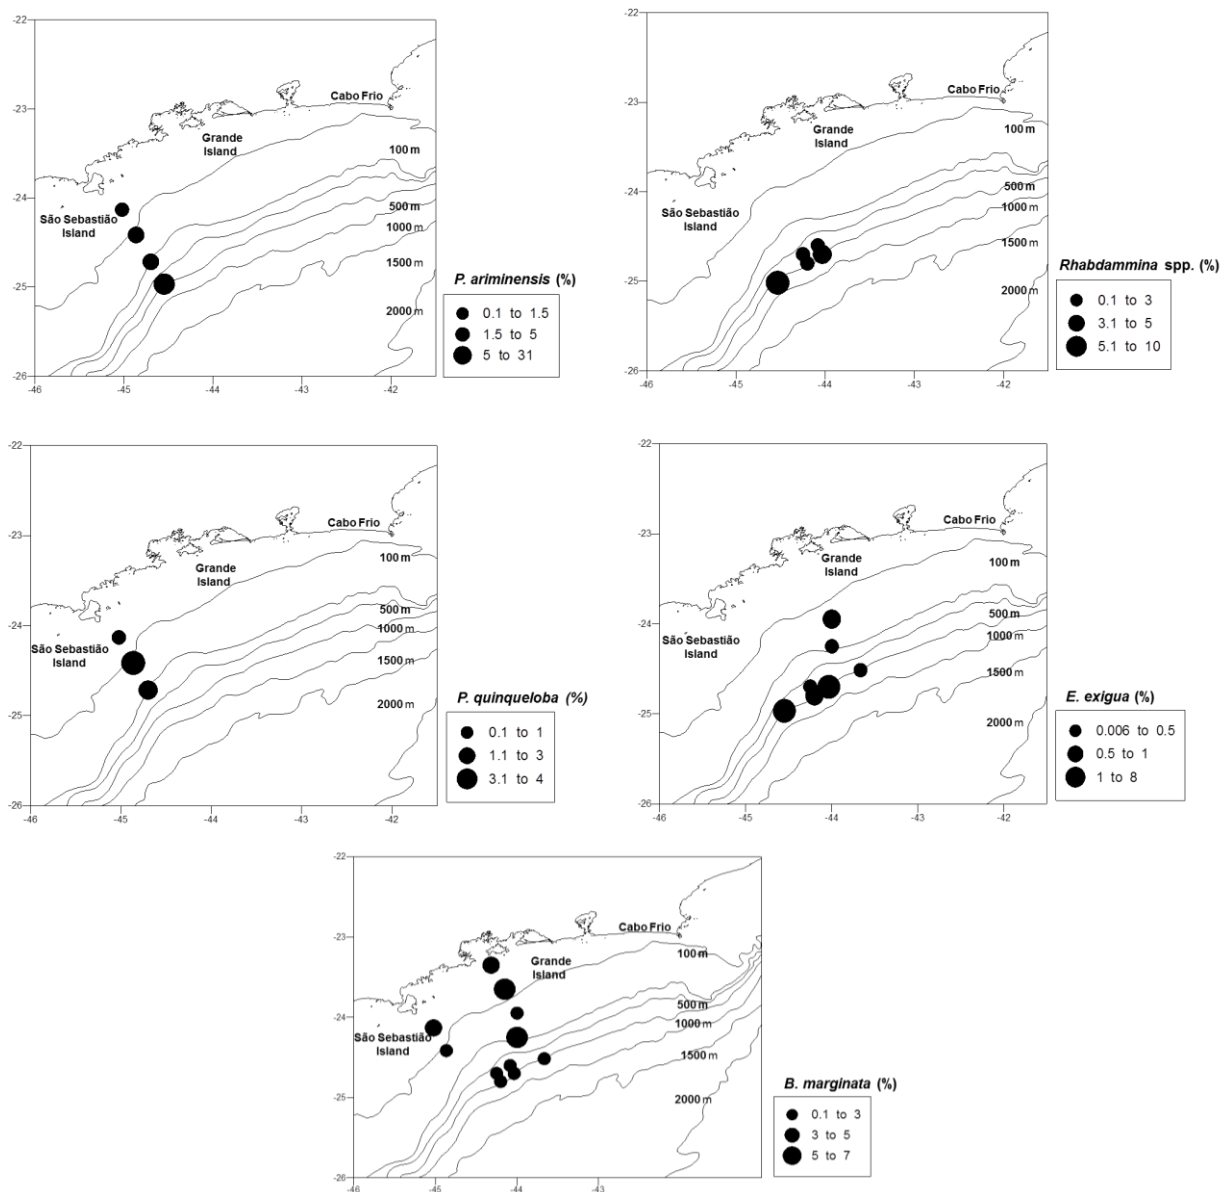 -22
-23
-24
-25
-26
-46
-45
-44
-43
-42
Cabo Frio
Grande
Island
São Sebastião
Island
100 m
500 m
1000 m
1500 m
2000 m
P. ariminensis (%)
0.1 to 1.5
1.5 to 5
5 to 31
-22
-23
-24
-25
-26
-46
-45
-44
-43
-42
Cabo Frio
Grande
Island
São Sebastião
Island
100 m
500 m
1000 m
1500 m
2000 m
Rhabdammina spp. (%)
0.1 to 3
3.1 to 5
5.1 to 10
-22
-23
-24
-25
-26
-46
-45
-44
-43
-42
Cabo Frio
Grande
Island
São Sebastião
Island
100 m
500 m
1000 m
1500 m
2000 m
P. quinqueloba (%)
0.1 to 1
1.1 to 3
3.1 to 4
-22
-23
-24
-25
-26
-46
-45
-44
-43
-42
Cabo Frio
Grande
Island
São Sebastião
Island
100 m
500 m
1000 m
1500 m
2000 m
E. exigua (%)
0.006 to 0.5
0.5 to 1
1 to 8
-22
-23
-24
-25
-26
-46
-45
-44
-43
Cabo Frio
Grande
Island
São Sebastião
Island
100 m
500 m
1000 m
1500 m
2000 m
B. marginata (%)
0.1 to 3
3 to 5
5 to 7